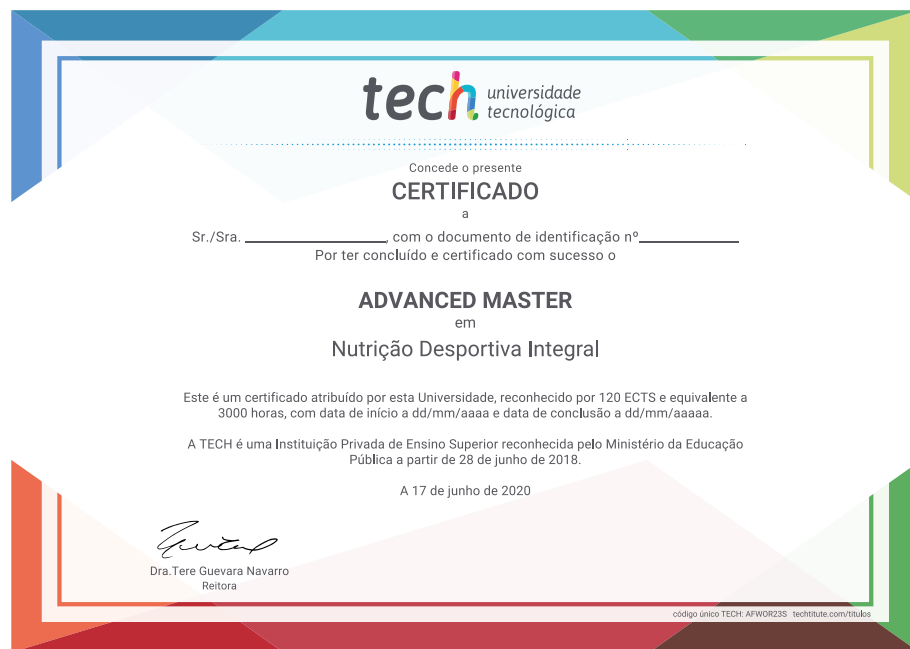 tech universidade
tecnológica
Concede o presente
CERTIFICADO
a
Sr./Sra. ____________, com o documento de identificação nº_________
Por ter concluído e certificado com sucesso o
ADVANCED MASTER
em
Nutrição Desportiva Integral
Este é um certificado atribuído por esta Universidade, reconhecido por 120 ECTS e equivalente a
3000 horas, com data de início a dd/mm/aaaa e data de conclusão a dd/mm/aaaaa.
A TECH é uma Instituição Privada de Ensino Superior reconhecida pelo Ministério da Educação
Pública a partir de 28 de junho de 2018.
A 17 de junho de 2020
Dra.Tere Guevara Navarro
Reitora
código único TECH: AFWOR23S techtitute.com/titulos